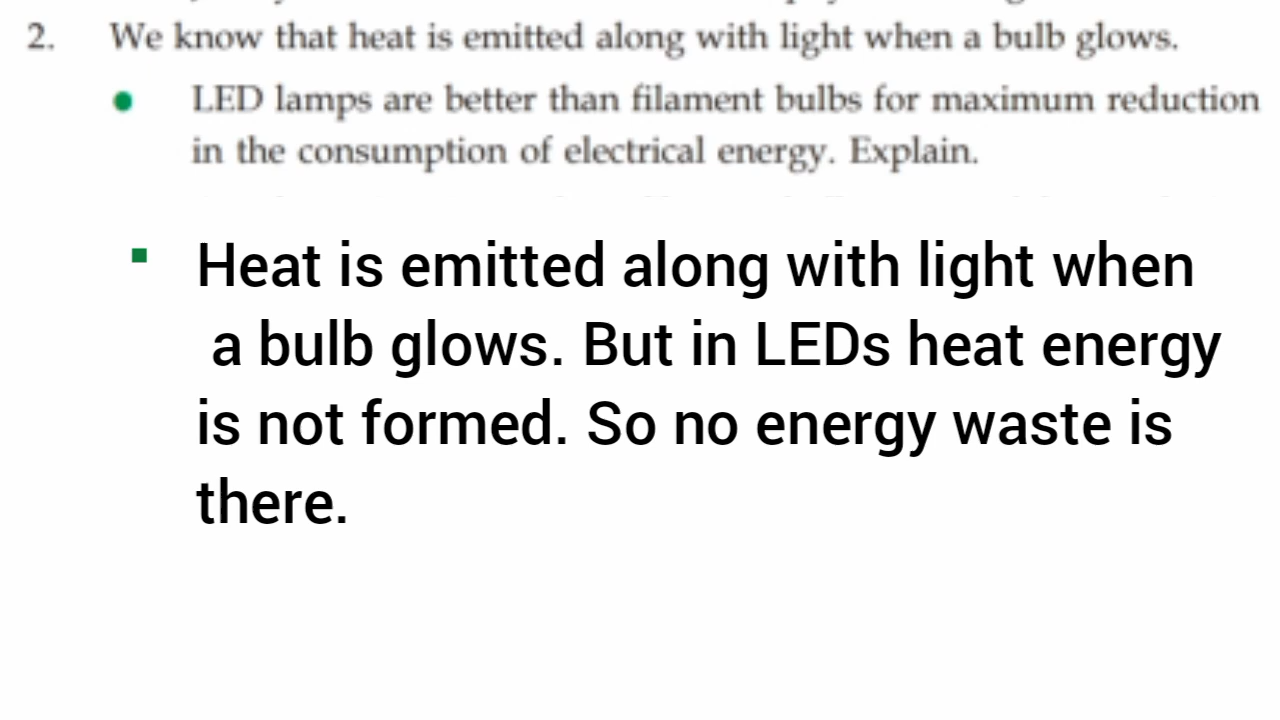 2. We know that heat is emitted along with light when a bulb glows.
● LED lamps are better than filament bulbs for maximum reduction
in the consumption of electrical energy. Explain.
▪ Heat is emitted along with light when
a bulb glows. But in LEDs heat energy
is not formed. So no energy waste is
there.